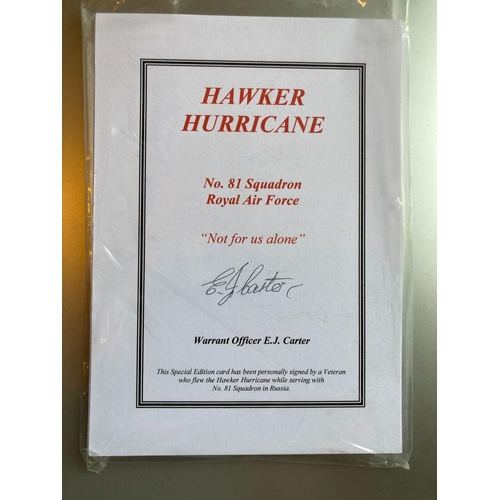 HAWKER
HURRICANE
No. 81 Squadron
Royal Air Force
“Not for us alone”
E J Carter
Warrant Officer E.J. Carter
This Special Edition card has been personally signed by a Veteran
who flew the Hawker Hurricane while serving with
No. 81 Squadron in Russia.